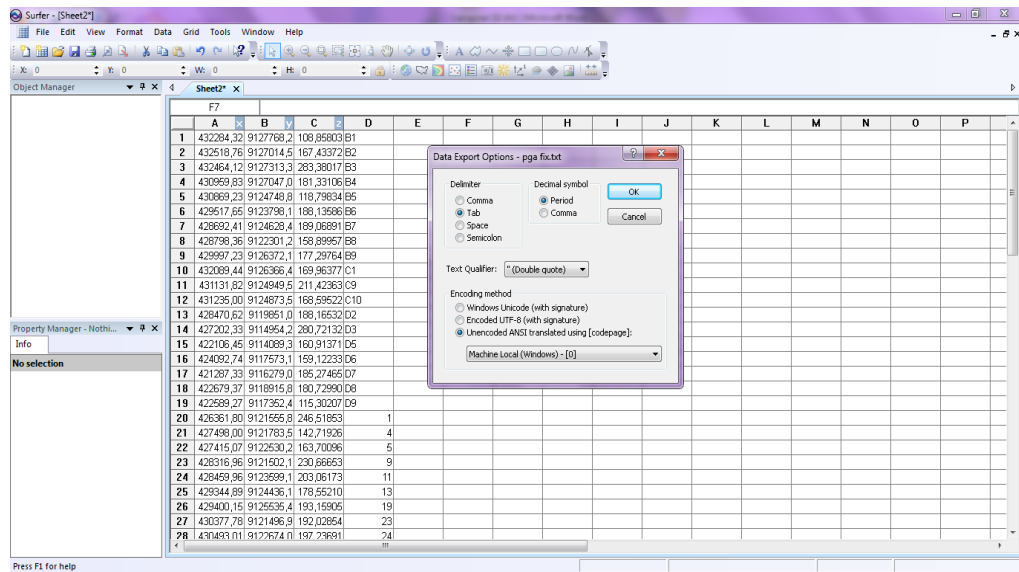 Surfer - [Sheet2*]
File Edit View Format Data Grid Tools Window Help
X: 0 Y: 0 W: 0 H: 0
Object Manager
Sheet2*
F7
A x B y C z D E F G H I J K L M N O P
1 432284,32 9127768,2 108,85803 B1
2 432518,76 9127014,5 167,43372 B2
3 432464,12 9127313,3 283,38017 B3
4 430959,83 9127047,0 181,33106 B4
5 430869,23 9124748,8 118,79834 B5
6 429517,65 9123798,1 188,13586 B6
7 428692,41 9124628,4 189,06891 B7
8 428798,36 9122301,2 158,89957 B8
9 429997,23 9126372,1 177,29764 B9
10 432089,44 9126366,4 169,96377 C1
11 431131,82 9124949,5 211,42363 C9
12 431235,00 9124873,5 168,59522 C10
13 428470,62 9119851,0 188,16532 D2
14 427202,33 9114954,2 280,72132 D3
15 422106,45 9114089,3 160,91371 D5
16 424092,74 9117573,1 159,12233 D6
17 421287,33 9116279,0 185,27465 D7
18 422679,37 9118915,8 180,72990 D8
19 422589,27 9117352,4 115,30207 D9
20 426361,80 9121555,8 246,51853 1
21 427498,00 9121783,5 142,71926 4
22 427415,07 9122530,2 163,70096 5
23 428316,96 9121502,1 230,66653 9
24 428459,96 9123599,1 203,06173 11
25 429344,89 9124436,1 178,55210 13
26 429400,15 9125535,4 193,15905 19
27 430377,78 9121496,9 192,02854 23
28 430493,01 9122674,0 197,23691 24
Data Export Options - pga fix.txt
Delimiter
Comma
Tab
Space
Semicolon
Decimal symbol
Period
Comma
OK
Cancel
Text Qualifier: " (Double quote)
Encoding method
Windows Unicode (with signature)
Encoded UTF-8 (with signature)
Unencoded ANSI translated using [codepage]:
Machine Local (Windows) - [0]
Property Manager - Nothi...
Info
No selection
Press F1 for help